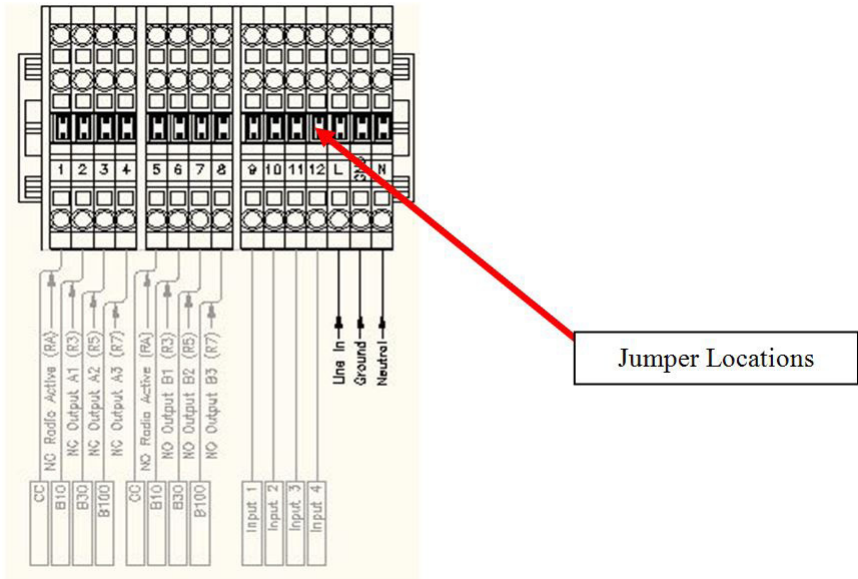 1 2 3 4 5 6 7 8 9 10 11 12 L N
Jumper Locations
NC Radio Active (RA)
NC Output A1 (R3)
NC Output A2 (R5)
NC Output A3 (R7)
NO Radio Active (RA)
NO Output B1 (R3)
NO Output B2 (R5)
NO Output B3 (R7)
Line In
Ground
Neutral
CC
B10
B30
B100
CC
B10
B30
B100
Input 1
Input 2
Input 3
Input 4